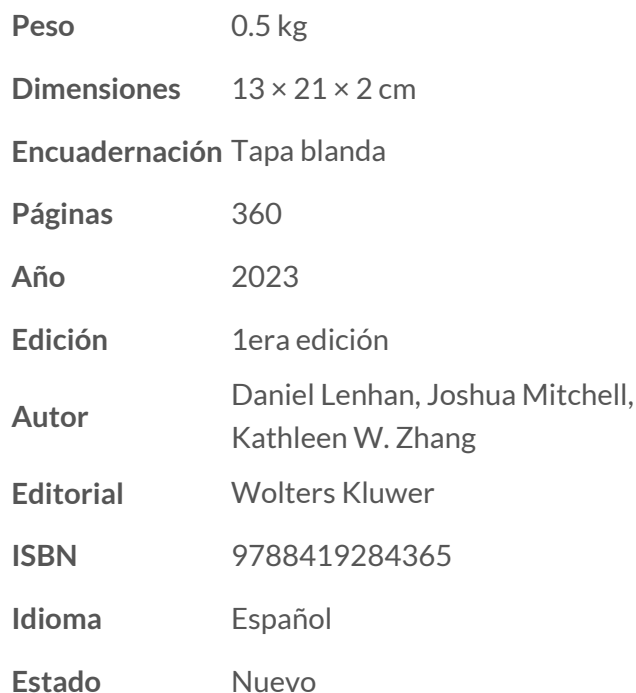 Peso 0.5 kg
Dimensiones 13 × 21 × 2 cm
Encuadernación Tapa blanda
Páginas 360
Año 2023
Edición 1era edición
Autor Daniel Lenhan, Joshua Mitchell,
Kathleen W. Zhang
Editorial Wolters Kluwer
ISBN 9788419284365
Idioma Español
Estado Nuevo